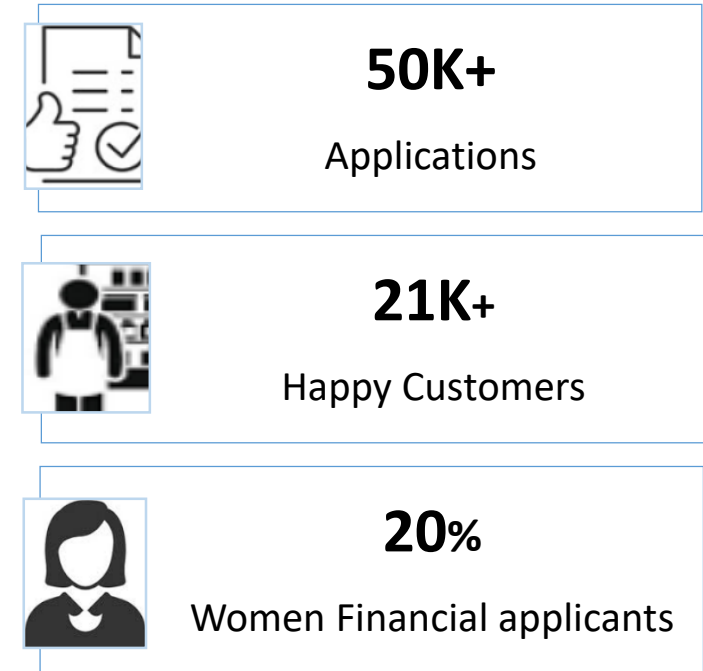 50K+
Applications
21K+
Happy Customers
20%
Women Financial applicants